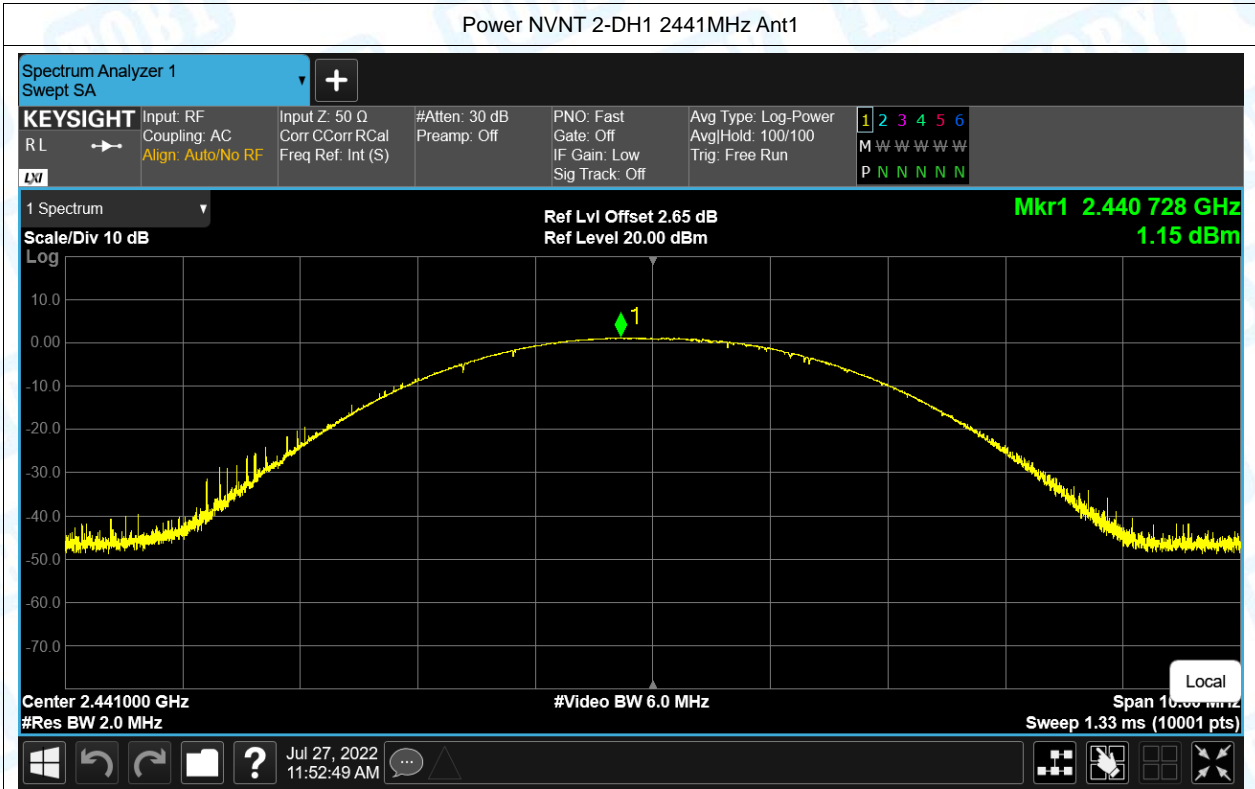 Power NVNT 2-DH1 2441MHz Ant1
Spectrum Analyzer 1
Swept SA
KEYSIGHT
RL
LXI
Input: RF
Coupling: AC
Align: Auto/No RF
Input Z: 50 Ω
Corr CCorr RCal
Freq Ref: Int (S)
#Atten: 30 dB
Preamp: Off
PNO: Fast
Gate: Off
IF Gain: Low
Sig Track: Off
Avg Type: Log-Power
Avg|Hold: 100/100
Trig: Free Run
1 2 3 4 5 6
M W W W W W
P N N N N N
1 Spectrum
Scale/Div 10 dB
Ref Lvl Offset 2.65 dB
Ref Level 20.00 dBm
Mkr1 2.440 728 GHz
1.15 dBm
Log
10.0
0.00
-10.0
-20.0
-30.0
-40.0
-50.0
-60.0
-70.0
1
Local
Center 2.441000 GHz
#Video BW 6.0 MHz
Span 10.00 MHz
#Res BW 2.0 MHz
Sweep 1.33 ms (10001 pts)
?
Jul 27, 2022
11:52:49 AM